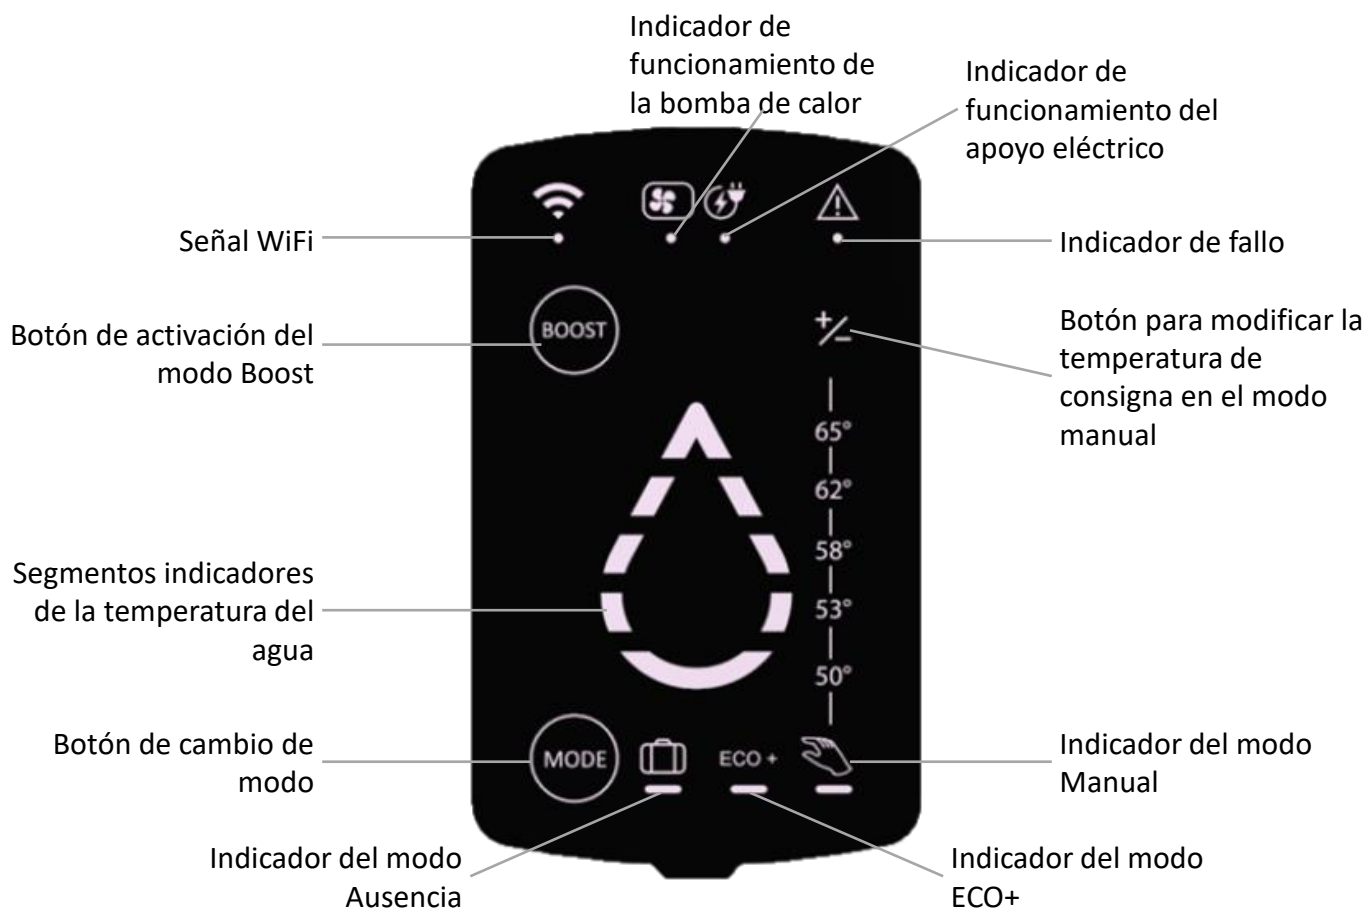 Indicador de
funcionamiento de
la bomba de calor
Indicador de
funcionamiento del
apoyo eléctrico
Señal WiFi
Indicador de fallo
Botón de activación del
modo Boost
BOOST
+/-
Botón para modificar la
temperatura de
consigna en el modo
manual
65°
62°
58°
53°
50°
Segmentos indicadores
de la temperatura del
agua
Botón de cambio de
modo
MODE
ECO +
Indicador del modo
Manual
Indicador del modo
Ausencia
Indicador del modo
ECO+